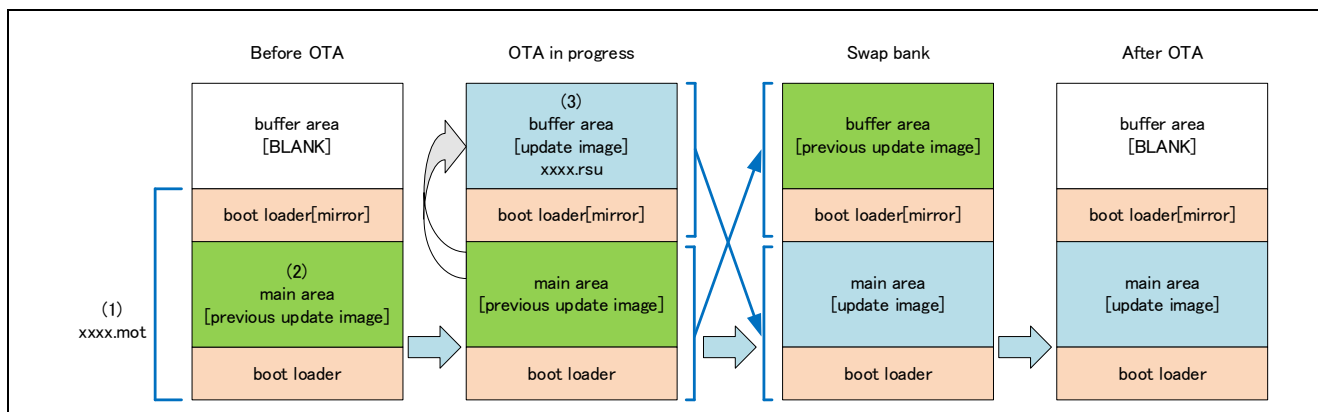 Before OTA
buffer area
[BLANK]
boot loader[mirror]
(2)
main area
[previous update image]
boot loader
(1)
xxxx.mot
OTA in progress
(3)
buffer area
[update image]
xxxx.rsu
boot loader[mirror]
main area
[previous update image]
boot loader
Swap bank
buffer area
[previous update image]
boot loader[mirror]
main area
[update image]
boot loader
After OTA
buffer area
[BLANK]
boot loader[mirror]
main area
[update image]
boot loader